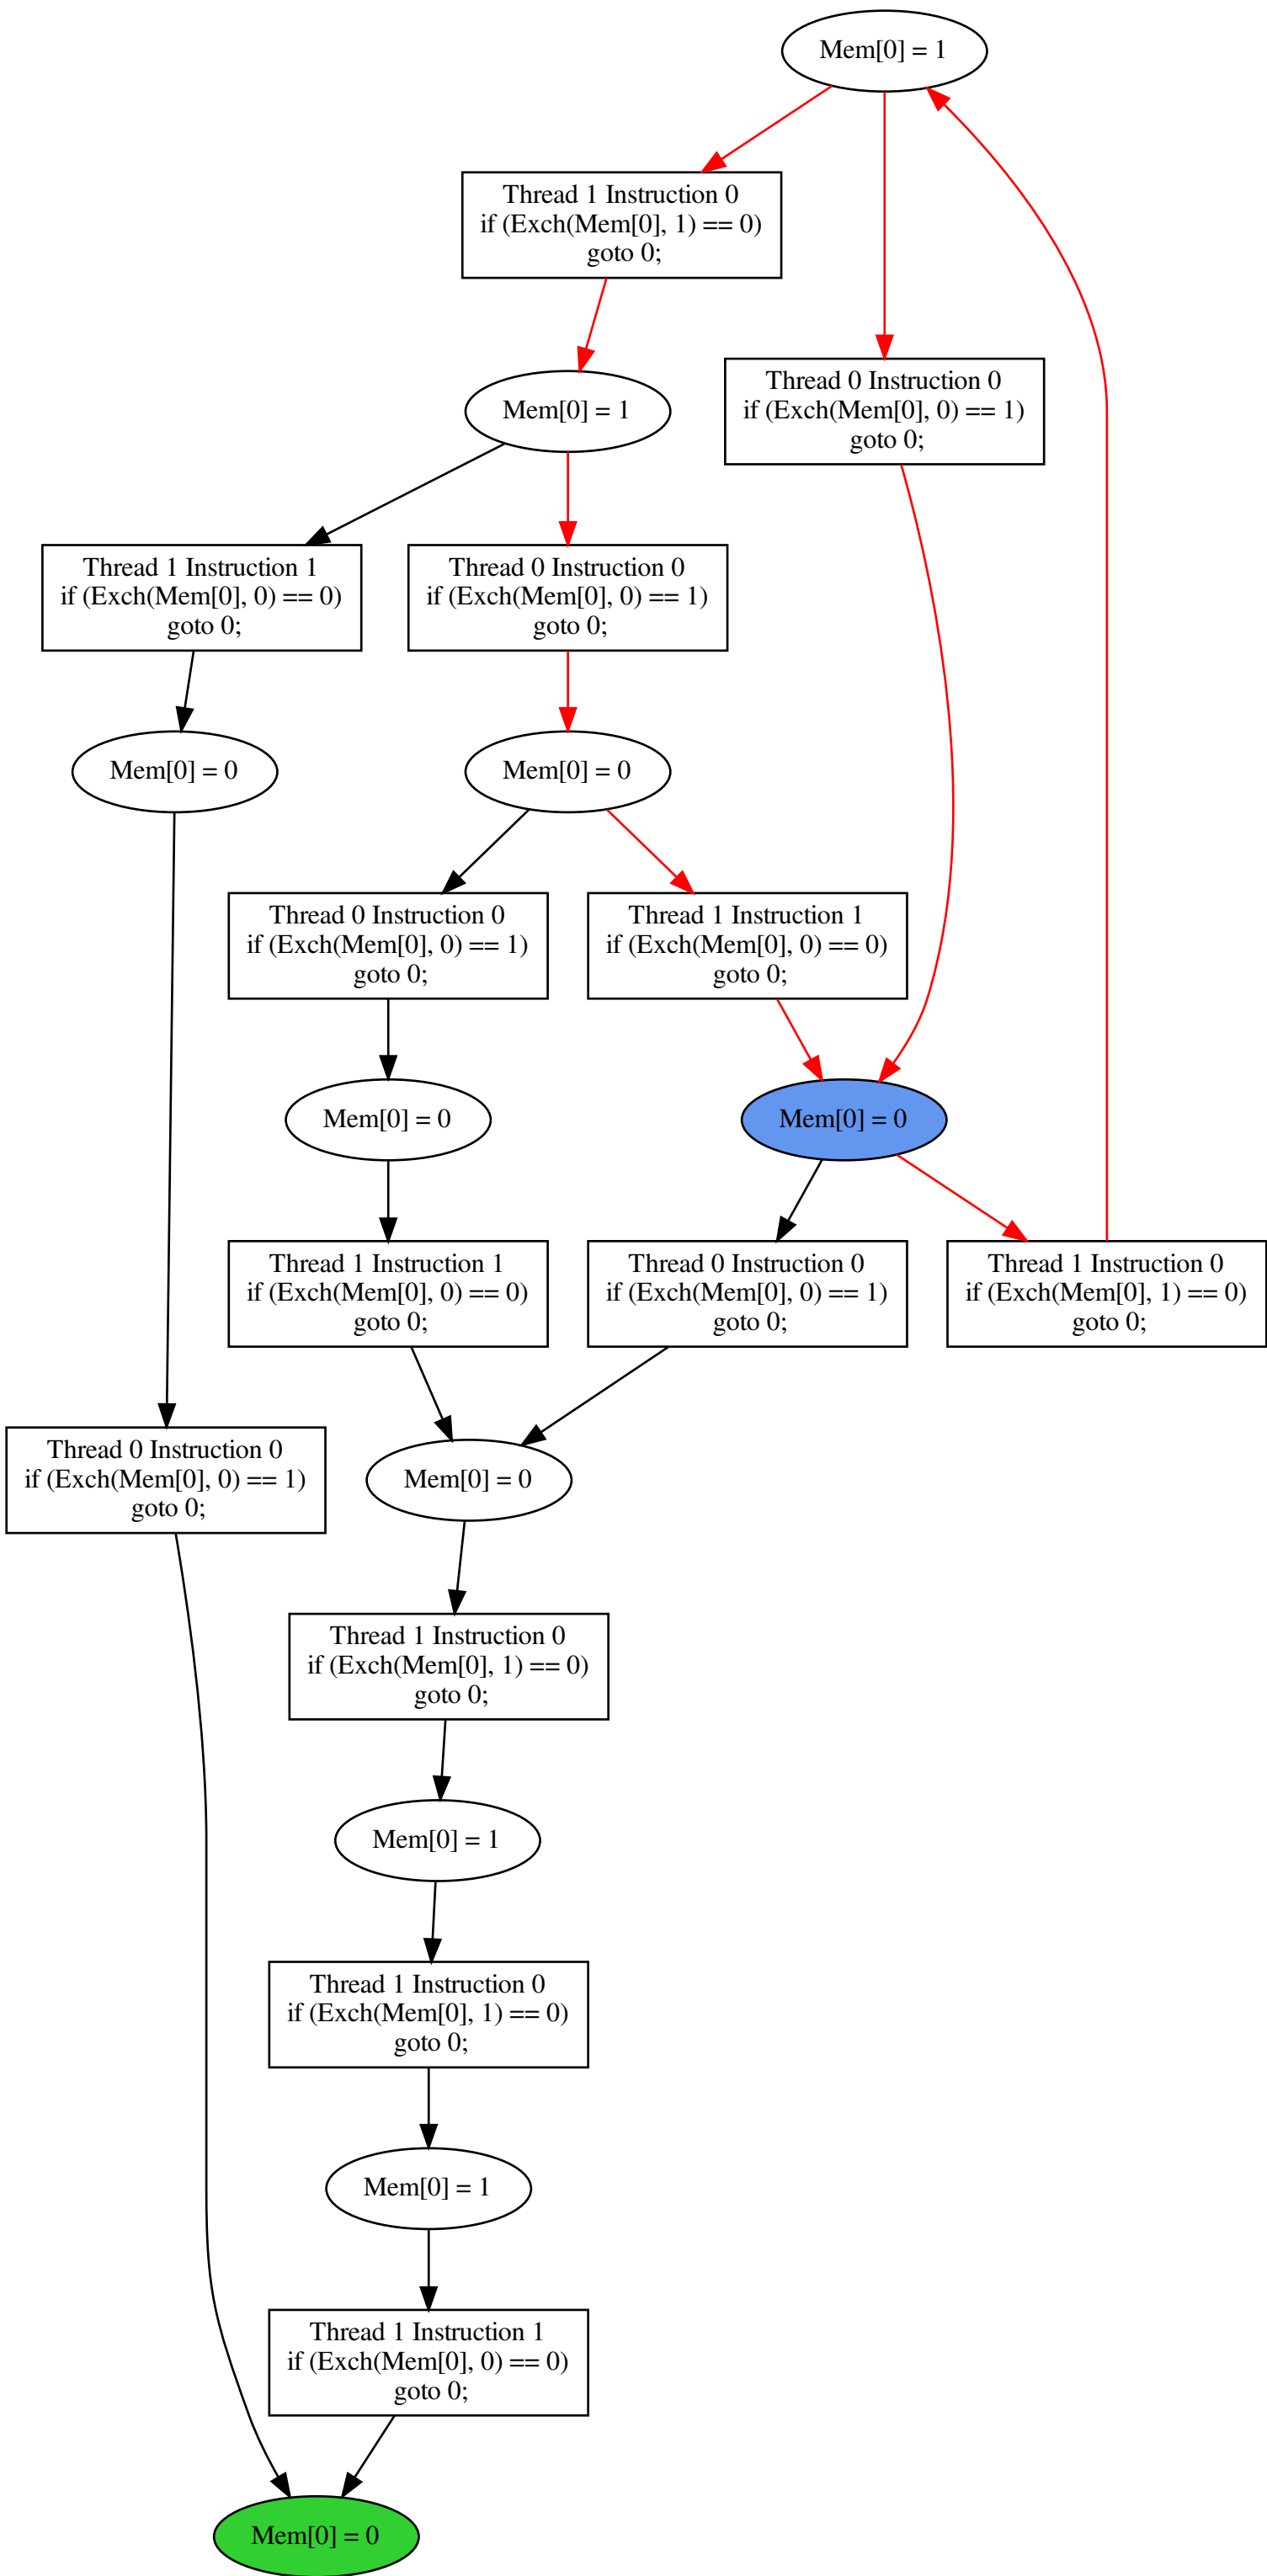 Mem[0] = 1
Thread 1 Instruction 0
if (Exch(Mem[0], 1) == 0)
goto 0;
Thread 0 Instruction 0
if (Exch(Mem[0], 0) == 1)
goto 0;
Mem[0] = 1
Thread 1 Instruction 1
if (Exch(Mem[0], 0) == 0)
goto 0;
Thread 0 Instruction 0
if (Exch(Mem[0], 0) == 1)
goto 0;
Mem[0] = 0
Mem[0] = 0
Thread 0 Instruction 0
if (Exch(Mem[0], 0) == 1)
goto 0;
Thread 1 Instruction 1
if (Exch(Mem[0], 0) == 0)
goto 0;
Mem[0] = 0
Mem[0] = 0
Thread 1 Instruction 1
if (Exch(Mem[0], 0) == 0)
goto 0;
Thread 0 Instruction 0
if (Exch(Mem[0], 0) == 1)
goto 0;
Thread 1 Instruction 0
if (Exch(Mem[0], 1) == 0)
goto 0;
Thread 0 Instruction 0
if (Exch(Mem[0], 0) == 1)
goto 0;
Mem[0] = 0
Thread 1 Instruction 0
if (Exch(Mem[0], 1) == 0)
goto 0;
Mem[0] = 1
Thread 1 Instruction 0
if (Exch(Mem[0], 1) == 0)
goto 0;
Mem[0] = 1
Thread 1 Instruction 1
if (Exch(Mem[0], 0) == 0)
goto 0;
Mem[0] = 0